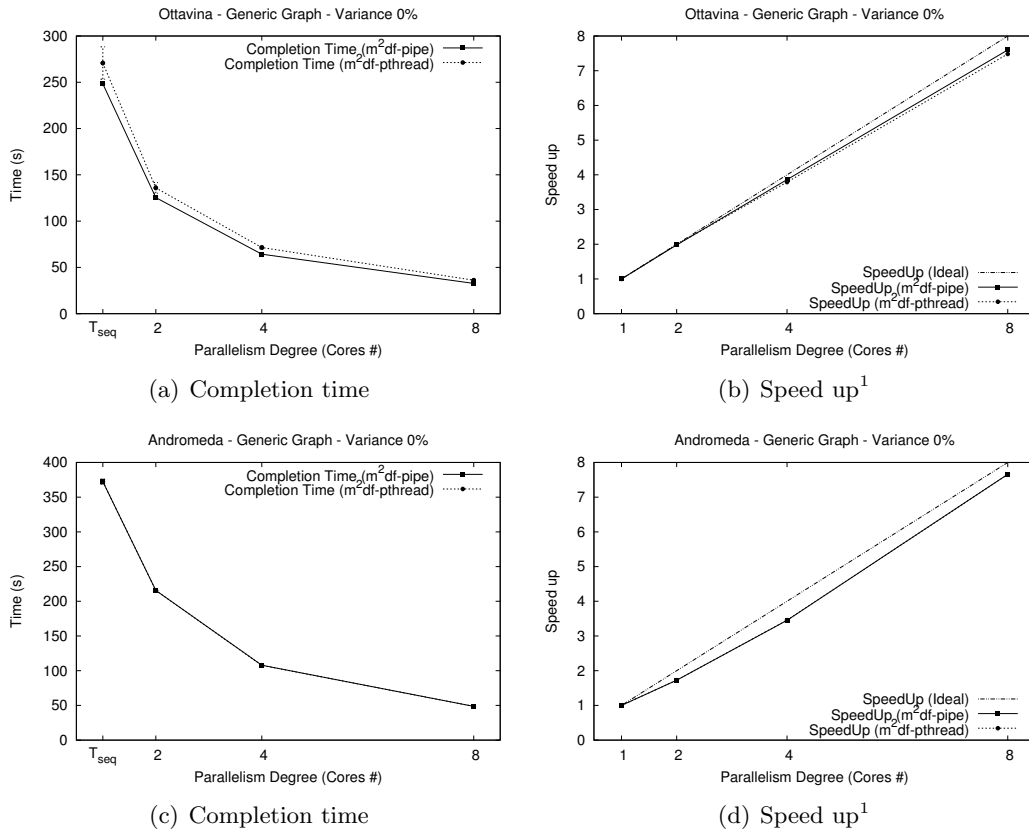 Ottavina - Generic Graph - Variance 0%
Completion Time (m²df-pipe)
Completion Time (m²df-pthread)
300
250
200
150
100
50
0
Time (s)
T_seq 2 4 8
Parallelism Degree (Cores #)
(a) Completion time
Ottavina - Generic Graph - Variance 0%
8
7
6
5
4
3
2
1
0
Speed up
SpeedUp (Ideal)
SpeedUp (m²df-pipe)
SpeedUp (m²df-pthread)
1 2 4 8
Parallelism Degree (Cores #)
(b) Speed up¹
Andromeda - Generic Graph - Variance 0%
Completion Time (m²df-pipe)
Completion Time (m²df-pthread)
400
350
300
250
200
150
100
50
0
Time (s)
T_seq 2 4 8
Parallelism Degree (Cores #)
(c) Completion time
Andromeda - Generic Graph - Variance 0%
8
7
6
5
4
3
2
1
0
Speed up
SpeedUp (Ideal)
SpeedUp (m²df-pipe)
SpeedUp (m²df-pthread)
1 2 4 8
Parallelism Degree (Cores #)
(d) Speed up¹